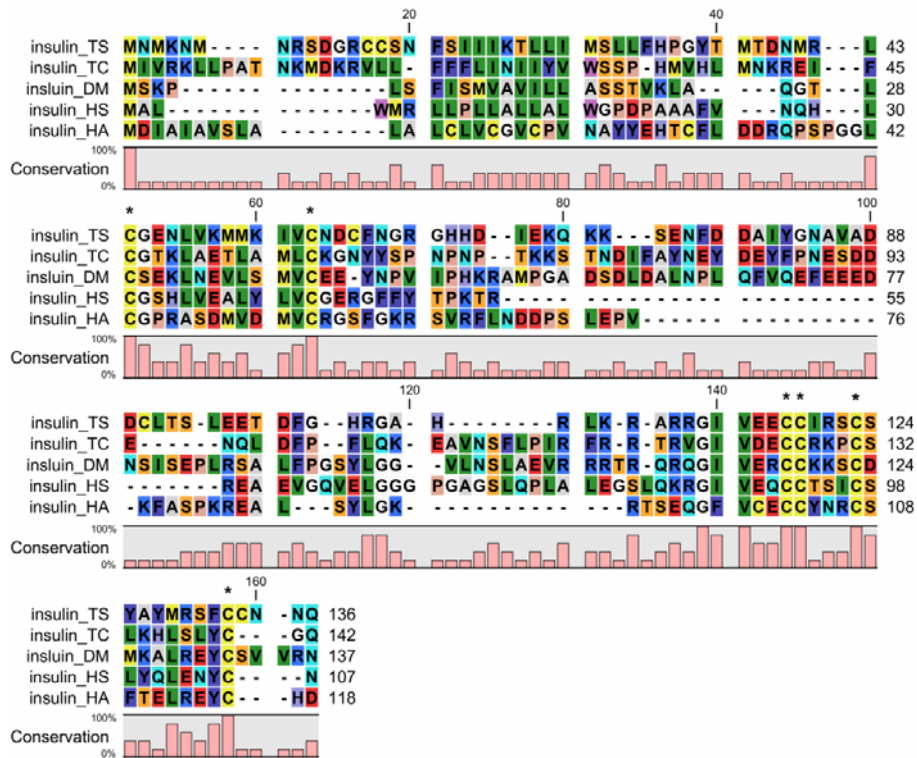 20 40
insulin_TS MNMKNM---- NRSDGRCCSN FSIIIKTLLI MSLLFHPGYT MTDNMR---L 43
insulin_TC MIVRKLLPAT NKMDKRVLL- FFFLINIIYV WSSP-HMVHL MNKREI---F 45
insluin_DM MSKP------ --------LS FISMVAVILL ASSTVKLA-- ---QGT---L 28
insulin_HS MAL------- -------WMR LLPLLALLAL WGPDPAAAFV ---NQH---L 30
insulin_HA MDIAIAVSLA --------LA LCLVCGVCPV NAYYEHTCFL DDRQPSPGGL 42
100%
Conservation
0%
* 60 * 80 100
insulin_TS CGENLVKMMK IVCNDCFNGR GHHD--IEKQ KK---SENFD DAIYGNAVAD 88
insulin_TC CGTKLAETLA MLCKGNYYSP NPNP--TKKS TNDIFAYNEY DEYFPNESDD 93
insluin_DM CSEKLNEVLS MVCEE-YNPV IPHKRAMPGA DSDLDALNPL QFVQEFEEED 77
insulin_HS CGSHLVEALY LVCGERGFFY TPKTR----- ---------- ---------- 55
insulin_HA CGPRASDMVD MVCRGSFGKR SVRFLNDDPS LEPV------ ---------- 76
100%
Conservation
0%
120 140 * * *
insulin_TS DCLTS-LEET DFG--HRGA- H--------R LK-R-ARRGI VEECCIRSCS 124
insulin_TC E------NQL DFP--FLQK- EAVNSFLPIR FR-R-TRVGI VDECCRKPCS 132
insluin_DM NSISEPLRSA LFPGSYLGG- -VLNSLAEVR RRTR-QRQGI VERCCKKSCD 124
insulin_HS -------REA EVGQVELGGG PGAGSLQPLA LEGSLQKRGI VEQCCTSICS 98
insulin_HA -KFASPKREA L---SYLGK- ---------- ---RTSEQGF VCECCYNRCS 108
100%
Conservation
0%
* 160
insulin_TS YAYMRSFCCN -NQ 136
insulin_TC LKHLSLYC-- -GQ 142
insluin_DM MKALREYCSV VRN 137
insulin_HS LYQLENYC-- --N 107
insulin_HA FTELREYC-- -HD 118
100%
Conservation
0%